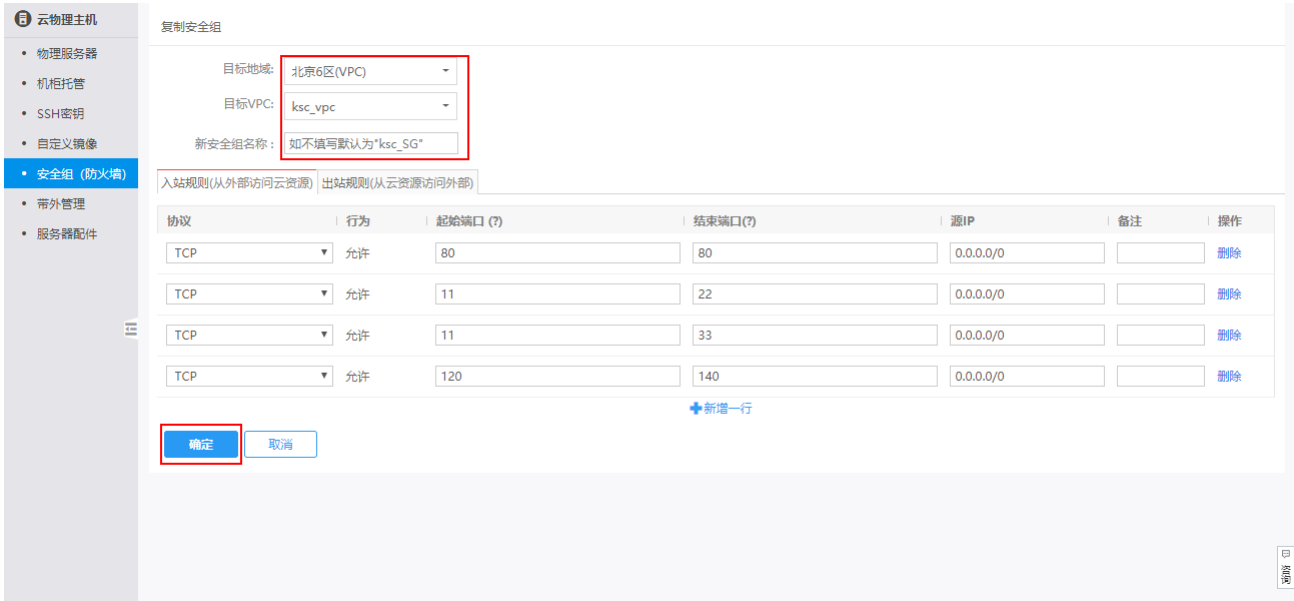 云物理主机
物理服务器
机柜托管
SSH密钥
自定义镜像
安全组（防火墙）
带外管理
服务器配件
复制安全组
目标地域: 北京6区(VPC)
目标VPC: ksc_vpc
新安全组名称 : 如不填写默认为"ksc_SG"
入站规则(从外部访问云资源) 出站规则(从云资源访问外部)
协议 行为 起始端口 (?) 结束端口(?) 源IP 备注 操作
TCP 允许 80 80 0.0.0.0/0 删除
TCP 允许 11 22 0.0.0.0/0 删除
TCP 允许 11 33 0.0.0.0/0 删除
TCP 允许 120 140 0.0.0.0/0 删除
新增一行
确定 取消
咨询